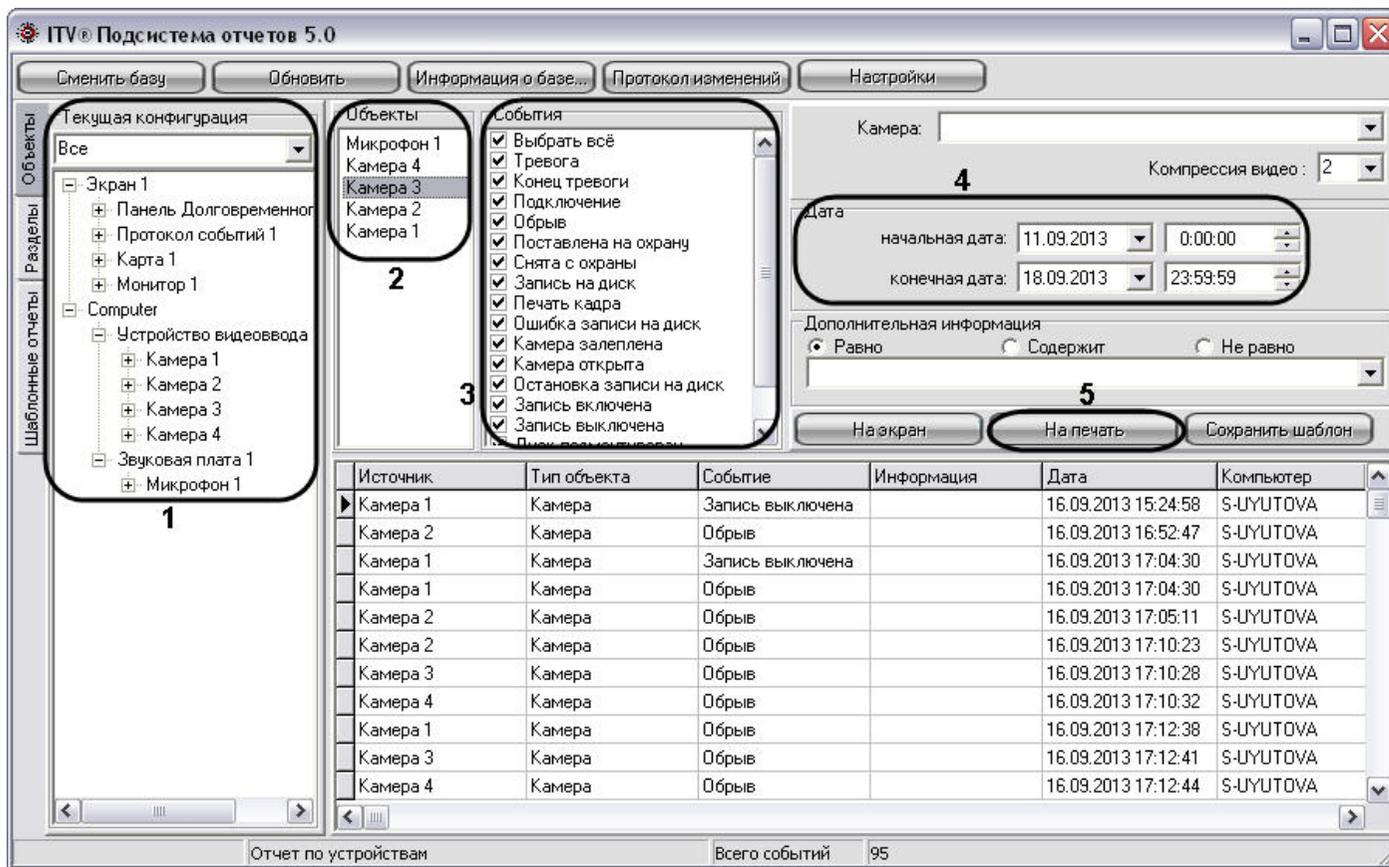 ITV® Подсистема отчетов 5.0
Сменить базу Обновить Информация о базе... Протокол изменений Настройки
Объекты
Разделы
Шаблонные отчеты
Текущая конфигурация
Все
Экран 1
Панель Долговременног
Протокол событий 1
Карта 1
Монитор 1
Computer
Устройство видеоввода
Камера 1
Камера 2
Камера 3
Камера 4
Звуковая плата 1
Микрофон 1
1
Объекты
Микрофон 1
Камера 4
Камера 3
Камера 2
Камера 1
2
События
Выбрать всё
Тревога
Конец тревоги
Подключение
Обрыв
Поставлена на охрану
Снята с охраны
Запись на диск
Печать кадра
Ошибка записи на диск
Камера залеплена
Камера открыта
Остановка записи на диск
Запись включена
Запись выключена
3
Камера:
Компрессия видео : 2
4
Дата
начальная дата: 11.09.2013 0:00:00
конечная дата: 18.09.2013 23:59:59
Дополнительная информация
Равно Содержит Не равно
5
На экран На печать Сохранить шаблон
Источник Тип объекта Событие Информация Дата Компьютер
Камера 1 Камера Запись выключена 16.09.2013 15:24:58 S-UYUTOVA
Камера 2 Камера Обрыв 16.09.2013 16:52:47 S-UYUTOVA
Камера 1 Камера Запись выключена 16.09.2013 17:04:30 S-UYUTOVA
Камера 1 Камера Обрыв 16.09.2013 17:04:30 S-UYUTOVA
Камера 2 Камера Обрыв 16.09.2013 17:05:11 S-UYUTOVA
Камера 2 Камера Обрыв 16.09.2013 17:10:23 S-UYUTOVA
Камера 3 Камера Обрыв 16.09.2013 17:10:28 S-UYUTOVA
Камера 4 Камера Обрыв 16.09.2013 17:10:32 S-UYUTOVA
Камера 1 Камера Обрыв 16.09.2013 17:12:38 S-UYUTOVA
Камера 3 Камера Обрыв 16.09.2013 17:12:41 S-UYUTOVA
Камера 4 Камера Обрыв 16.09.2013 17:12:44 S-UYUTOVA
Отчет по устройствам Всего событий 95